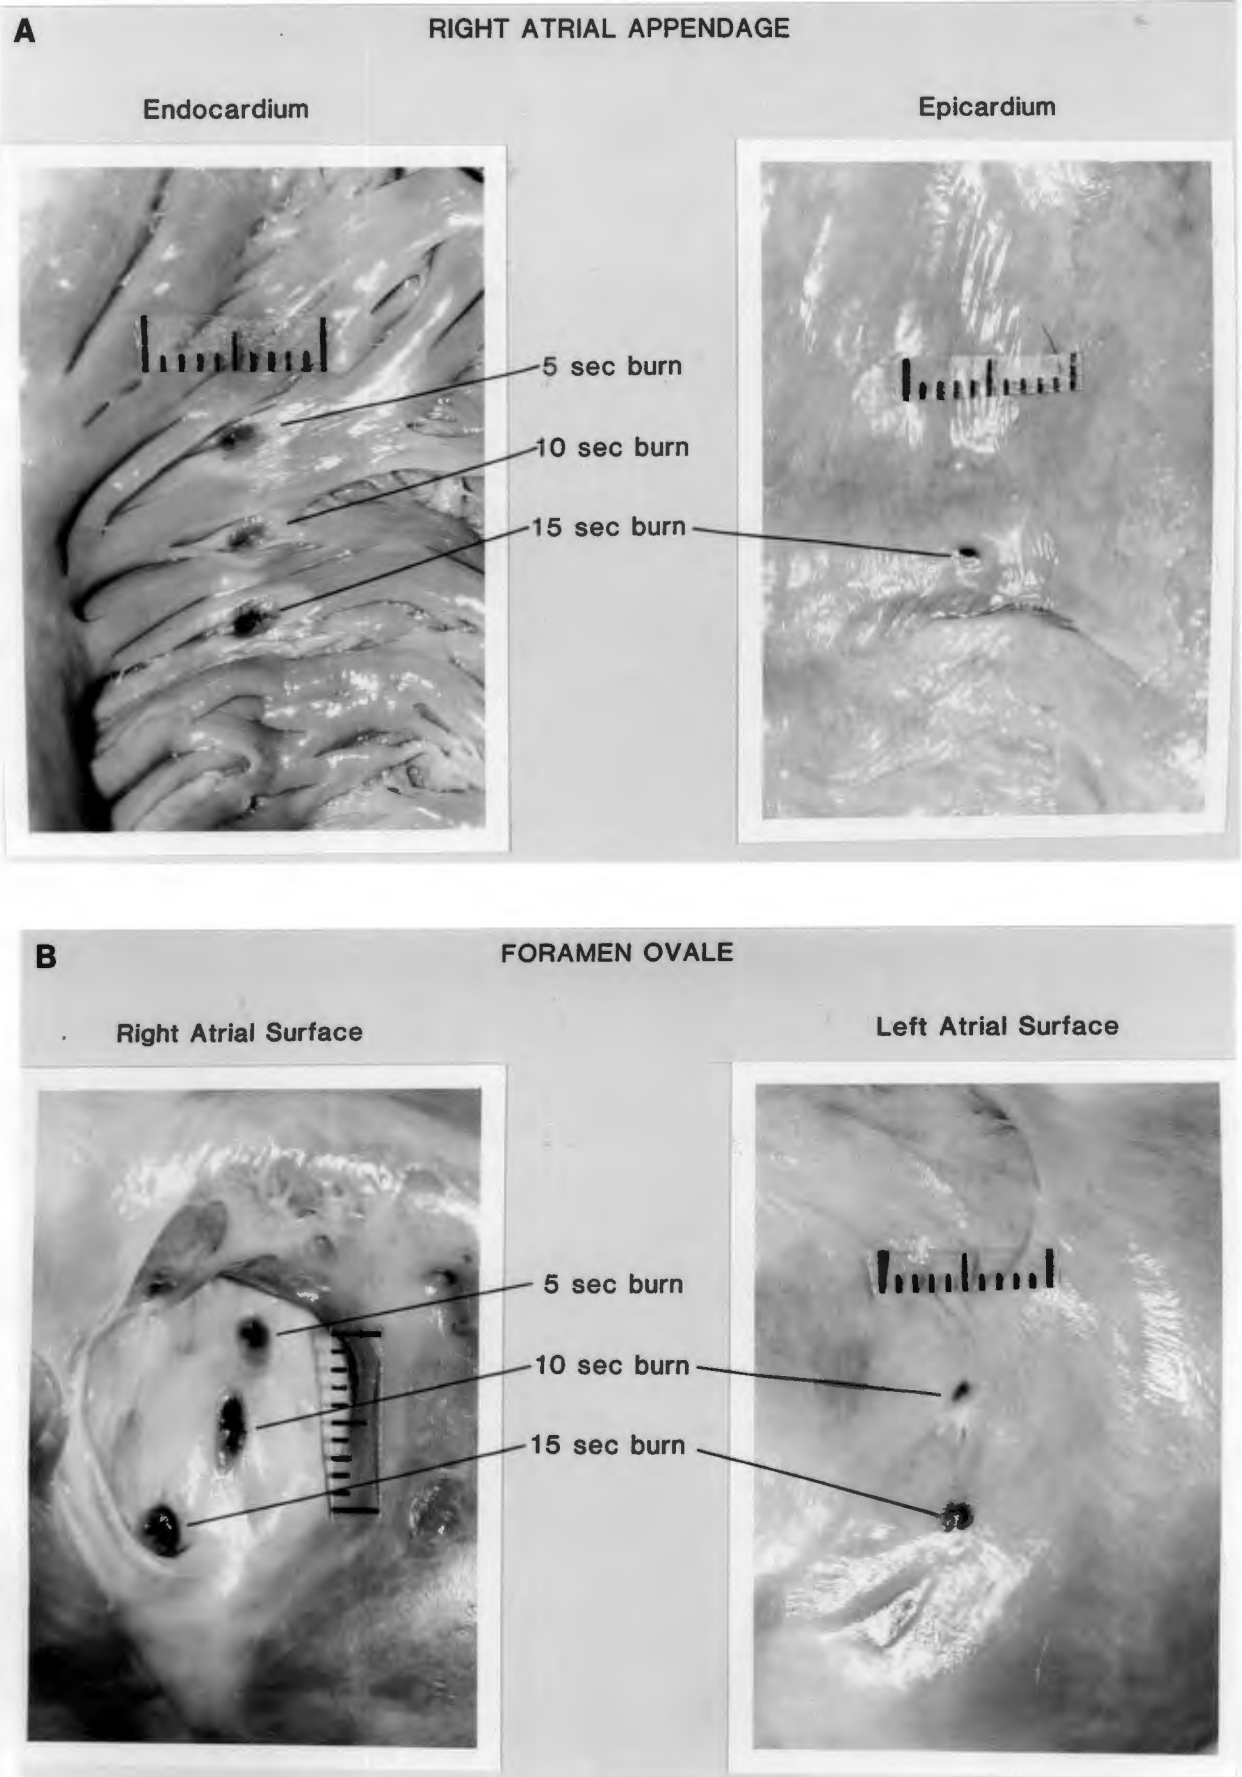 A
RIGHT ATRIAL APPENDAGE
Endocardium
Epicardium
5 sec burn
10 sec burn
15 sec burn
B
FORAMEN OVALE
Right Atrial Surface
Left Atrial Surface
5 sec burn
10 sec burn
15 sec burn